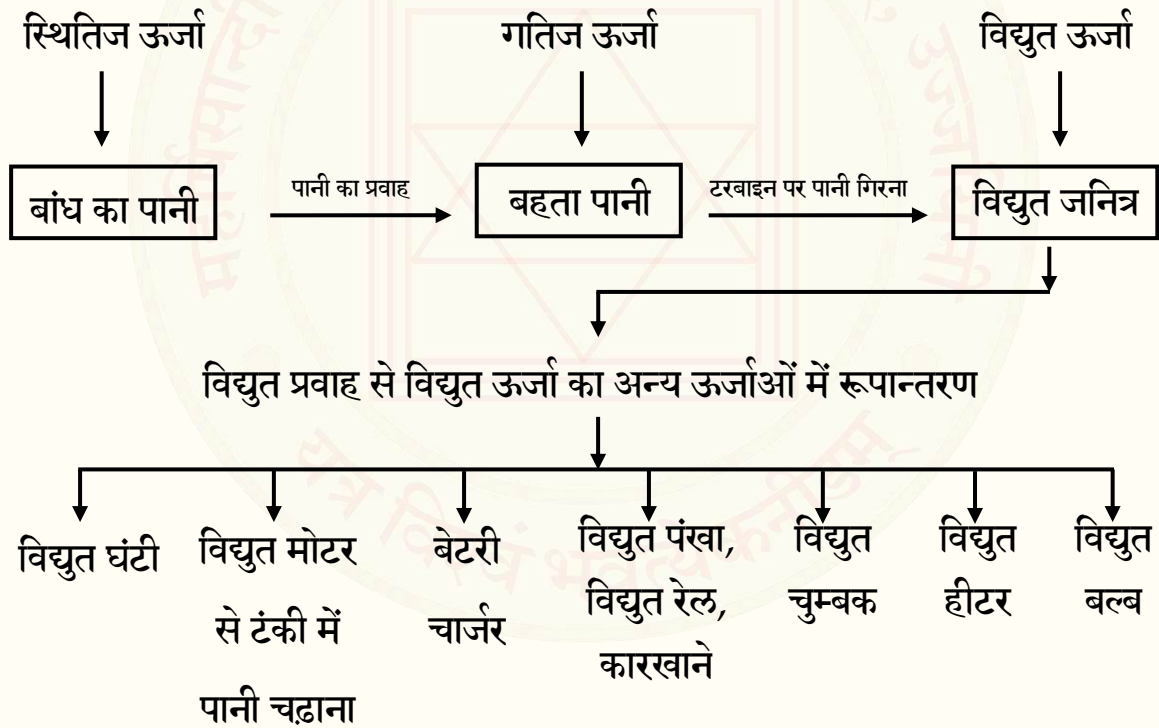 स्थितिज ऊर्जा
गतिज ऊर्जा
विद्युत ऊर्जा
बांध का पानी
पानी का प्रवाह
बहता पानी
टरबाइन पर पानी गिरना
विद्युत जनित्र
विद्युत प्रवाह से विद्युत ऊर्जा का अन्य ऊर्जाओं में रूपान्तरण
विद्युत घंटी
विद्युत मोटर
से टंकी में
पानी चढ़ाना
बेटरी
चार्जर
विद्युत पंखा,
विद्युत रेल,
कारखाने
विद्युत
चुम्बक
विद्युत
हीटर
विद्युत
बल्ब